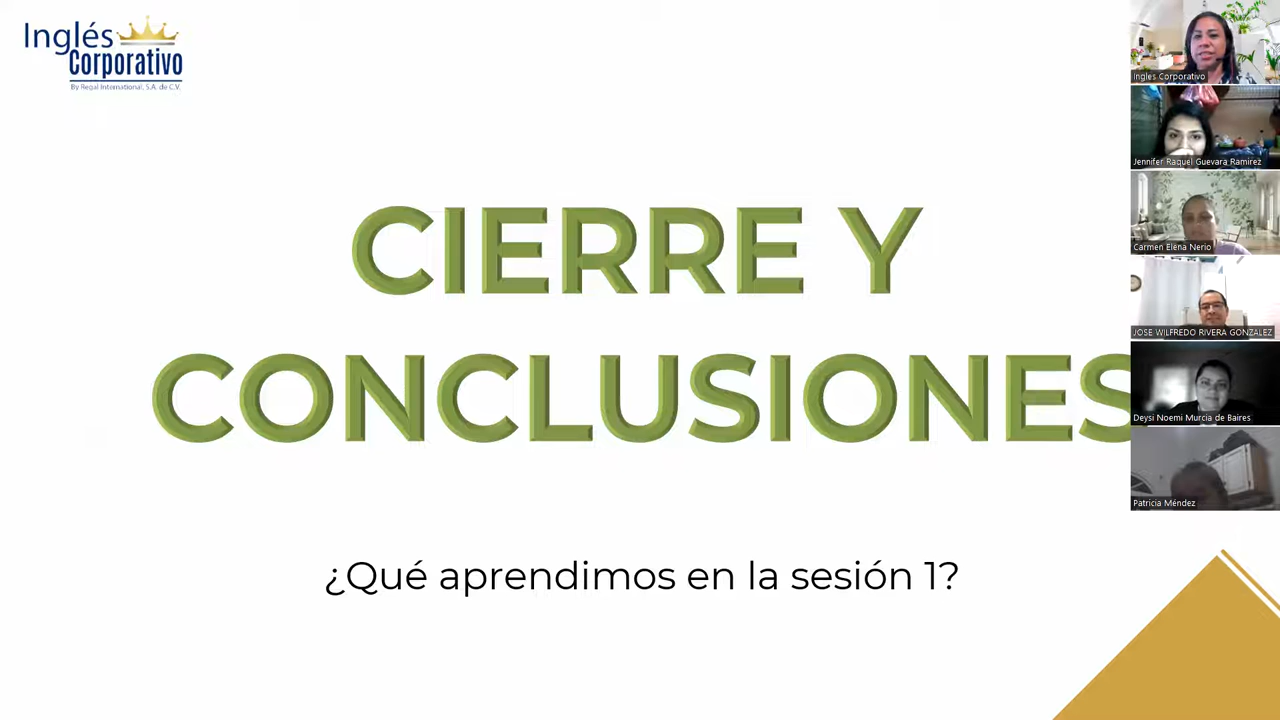 Inglés
Corporativo
By Regal International, S.A. de C.V.
CIERRE Y
CONCLUSIONES
¿Qué aprendimos en la sesión 1?
Ingles Corporativo
Jennifer Raquel Guevara Ramirez
Carmen Elena Nerio
JOSE WILFREDO RIVERA GONZALEZ
Deysi Noemi Murcia de Baires
Patricia Méndez